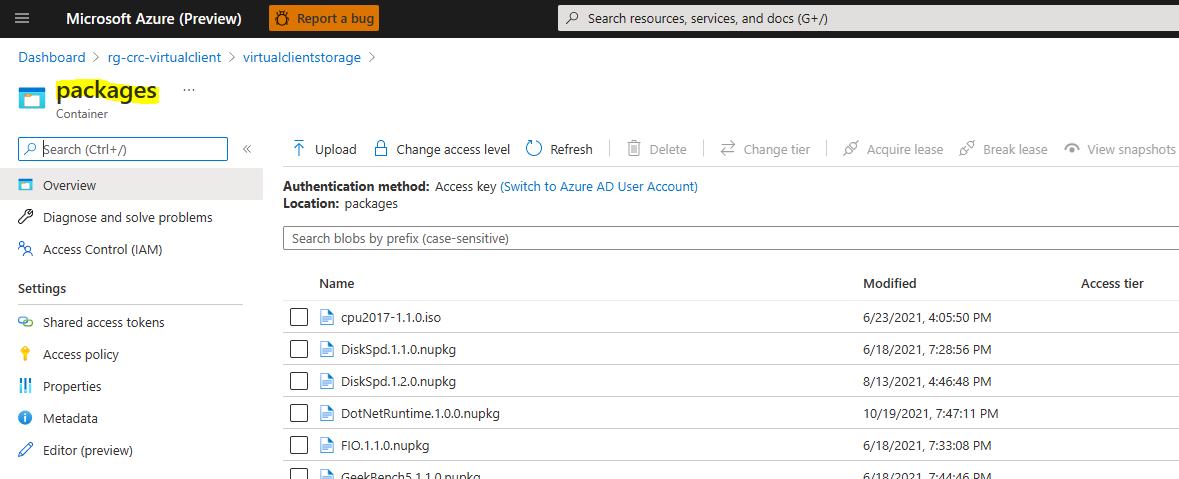 Microsoft Azure (Preview) Report a bug Search resources, services, and docs (G+/)
Dashboard > rg-crc-virtualclient > virtualclientstorage >
packages ...
Container
Search (Ctrl+/) «
Overview
Diagnose and solve problems
Access Control (IAM)
Settings
Shared access tokens
Access policy
Properties
Metadata
Editor (preview)
Upload Change access level Refresh Delete Change tier Acquire lease Break lease View snapshots
Authentication method: Access key (Switch to Azure AD User Account)
Location: packages
Search blobs by prefix (case-sensitive)
Name Modified Access tier
cpu2017-1.1.0.iso 6/23/2021, 4:05:50 PM
DiskSpd.1.1.0.nupkg 6/18/2021, 7:28:56 PM
DiskSpd.1.2.0.nupkg 8/13/2021, 4:46:48 PM
DotNetRuntime.1.0.0.nupkg 10/19/2021, 7:47:11 PM
FIO.1.1.0.nupkg 6/18/2021, 7:33:08 PM
GeekBench5.1.1.0.nupkg 6/18/2021, 7:44:46 PM